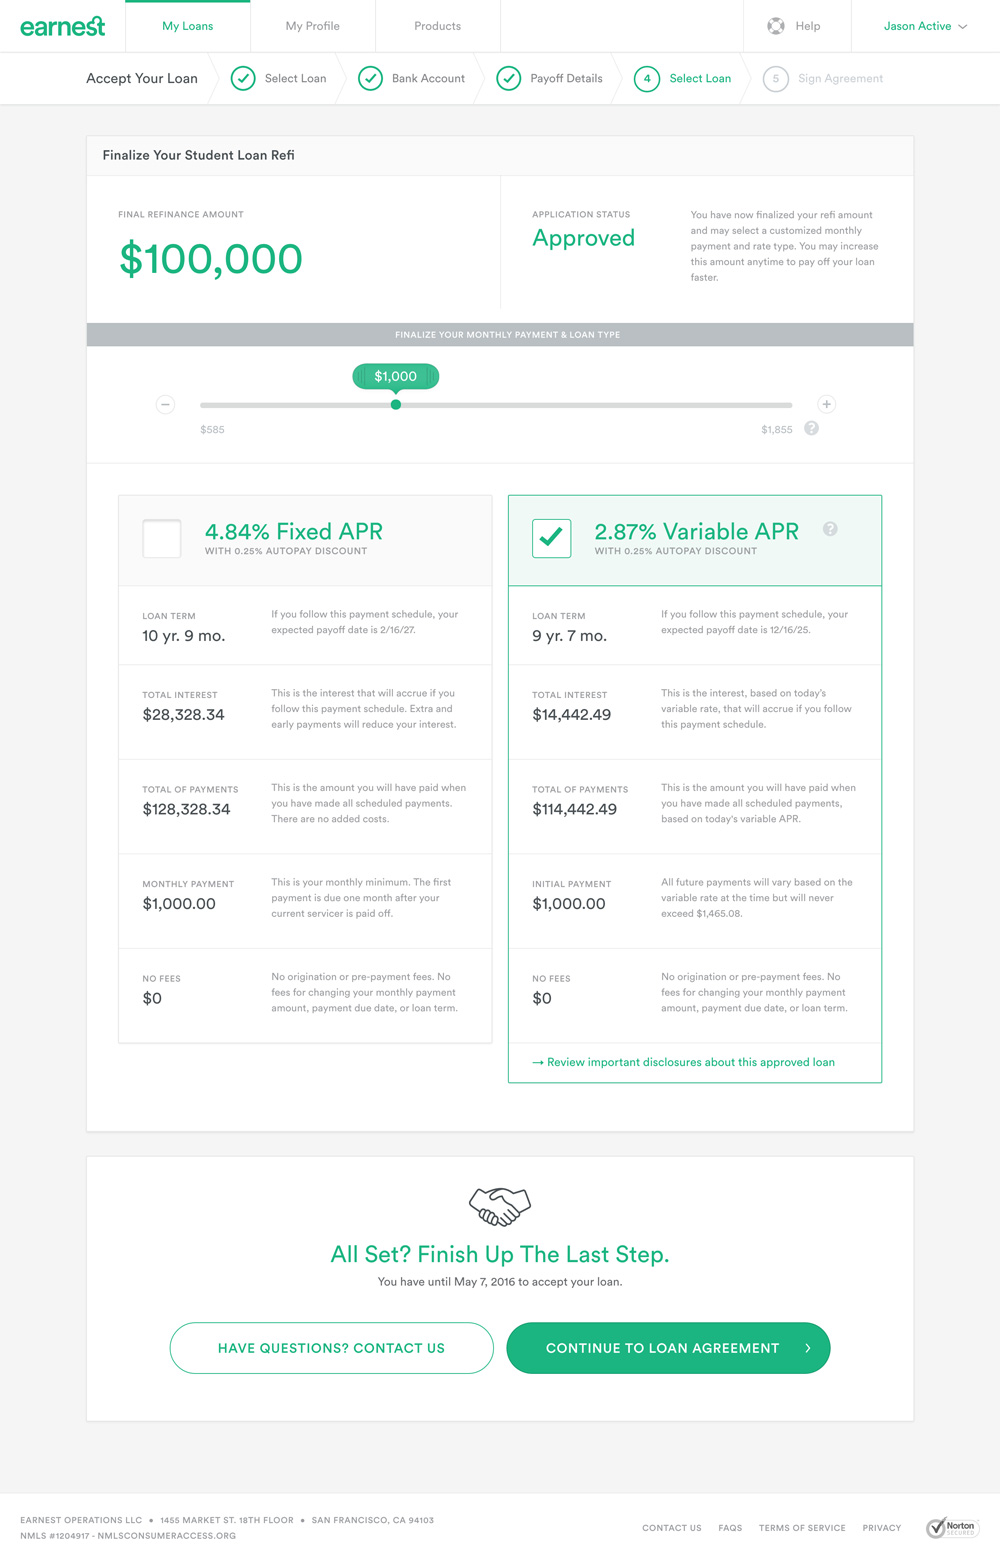 earnest
My Loans
My Profile
Products
Help
Jason Active
Accept Your Loan
Select Loan
Bank Account
Payoff Details
4 Select Loan
5 Sign Agreement
Finalize Your Student Loan Refi
FINAL REFINANCE AMOUNT
$100,000
APPLICATION STATUS
Approved
You have now finalized your refi amount
and may select a customized monthly
payment and rate type. You may increase
this amount anytime to pay off your loan
faster.
FINALIZE YOUR MONTHLY PAYMENT & LOAN TYPE
$1,000
− +
$585
$1,855 ?
4.84% Fixed APR
WITH 0.25% AUTOPAY DISCOUNT
LOAN TERM
10 yr. 9 mo.
If you follow this payment schedule, your
expected payoff date is 2/16/27.
TOTAL INTEREST
$28,328.34
This is the interest that will accrue if you
follow this payment schedule. Extra and
early payments will reduce your interest.
TOTAL OF PAYMENTS
$128,328.34
This is the amount you will have paid when
you have made all scheduled payments.
There are no added costs.
MONTHLY PAYMENT
$1,000.00
This is your monthly minimum. The first
payment is due one month after your
current servicer is paid off.
NO FEES
$0
No origination or pre-payment fees. No
fees for changing your monthly payment
amount, payment due date, or loan term.
2.87% Variable APR ?
WITH 0.25% AUTOPAY DISCOUNT
LOAN TERM
9 yr. 7 mo.
If you follow this payment schedule, your
expected payoff date is 12/16/25.
TOTAL INTEREST
$14,442.49
This is the interest, based on today's
variable rate, that will accrue if you follow
this payment schedule.
TOTAL OF PAYMENTS
$114,442.49
This is the amount you will have paid when
you have made all scheduled payments,
based on today's variable APR.
INITIAL PAYMENT
$1,000.00
All future payments will vary based on the
variable rate at the time but will never
exceed $1,465.08.
NO FEES
$0
No origination or pre-payment fees. No
fees for changing your monthly payment
amount, payment due date, or loan term.
→ Review important disclosures about this approved loan
All Set? Finish Up The Last Step.
You have until May 7, 2016 to accept your loan.
HAVE QUESTIONS? CONTACT US
CONTINUE TO LOAN AGREEMENT >
EARNEST OPERATIONS LLC • 1455 MARKET ST. 18TH FLOOR • SAN FRANCISCO, CA 94103
NMLS #1204917 - NMLSCONSUMERACCESS.ORG
CONTACT US
FAQS
TERMS OF SERVICE
PRIVACY
Norton
SECURED